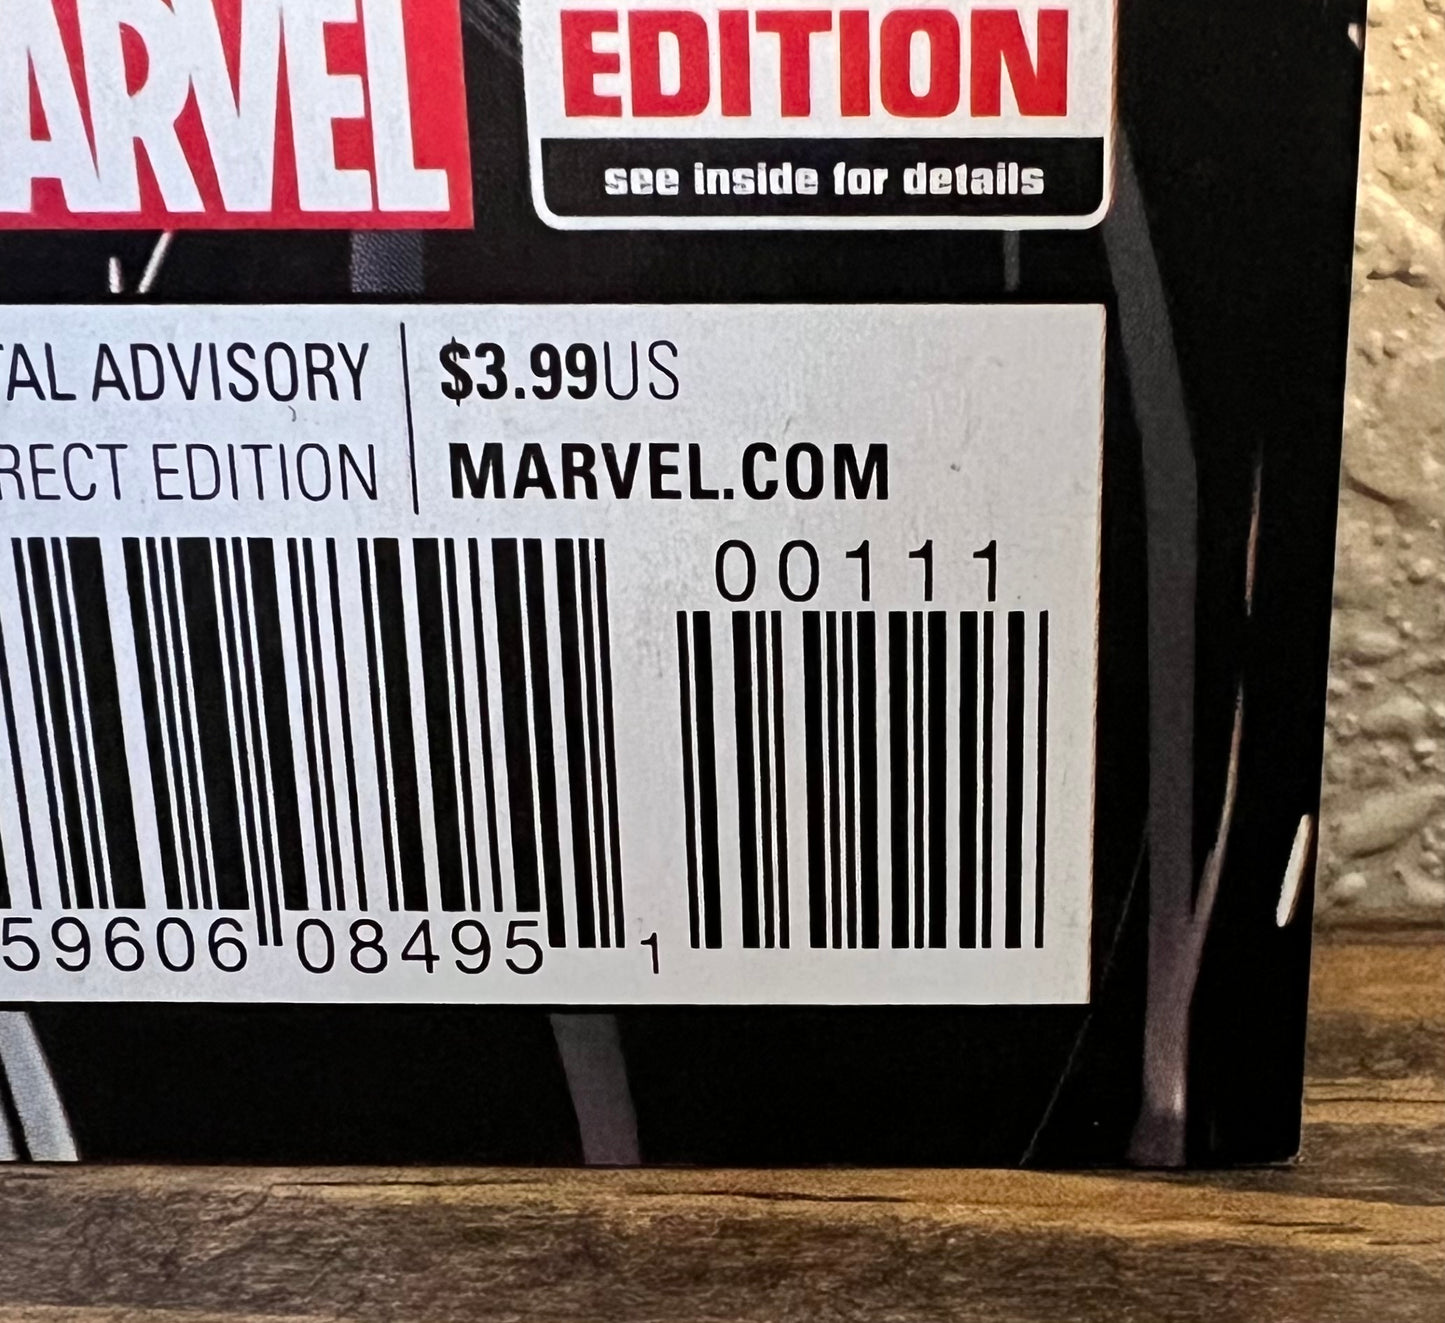 ARVEL
EDITION
see inside for details
TAL ADVISORY
$3.99US
RECT EDITION
MARVEL.COM
00111
59606 08495 1